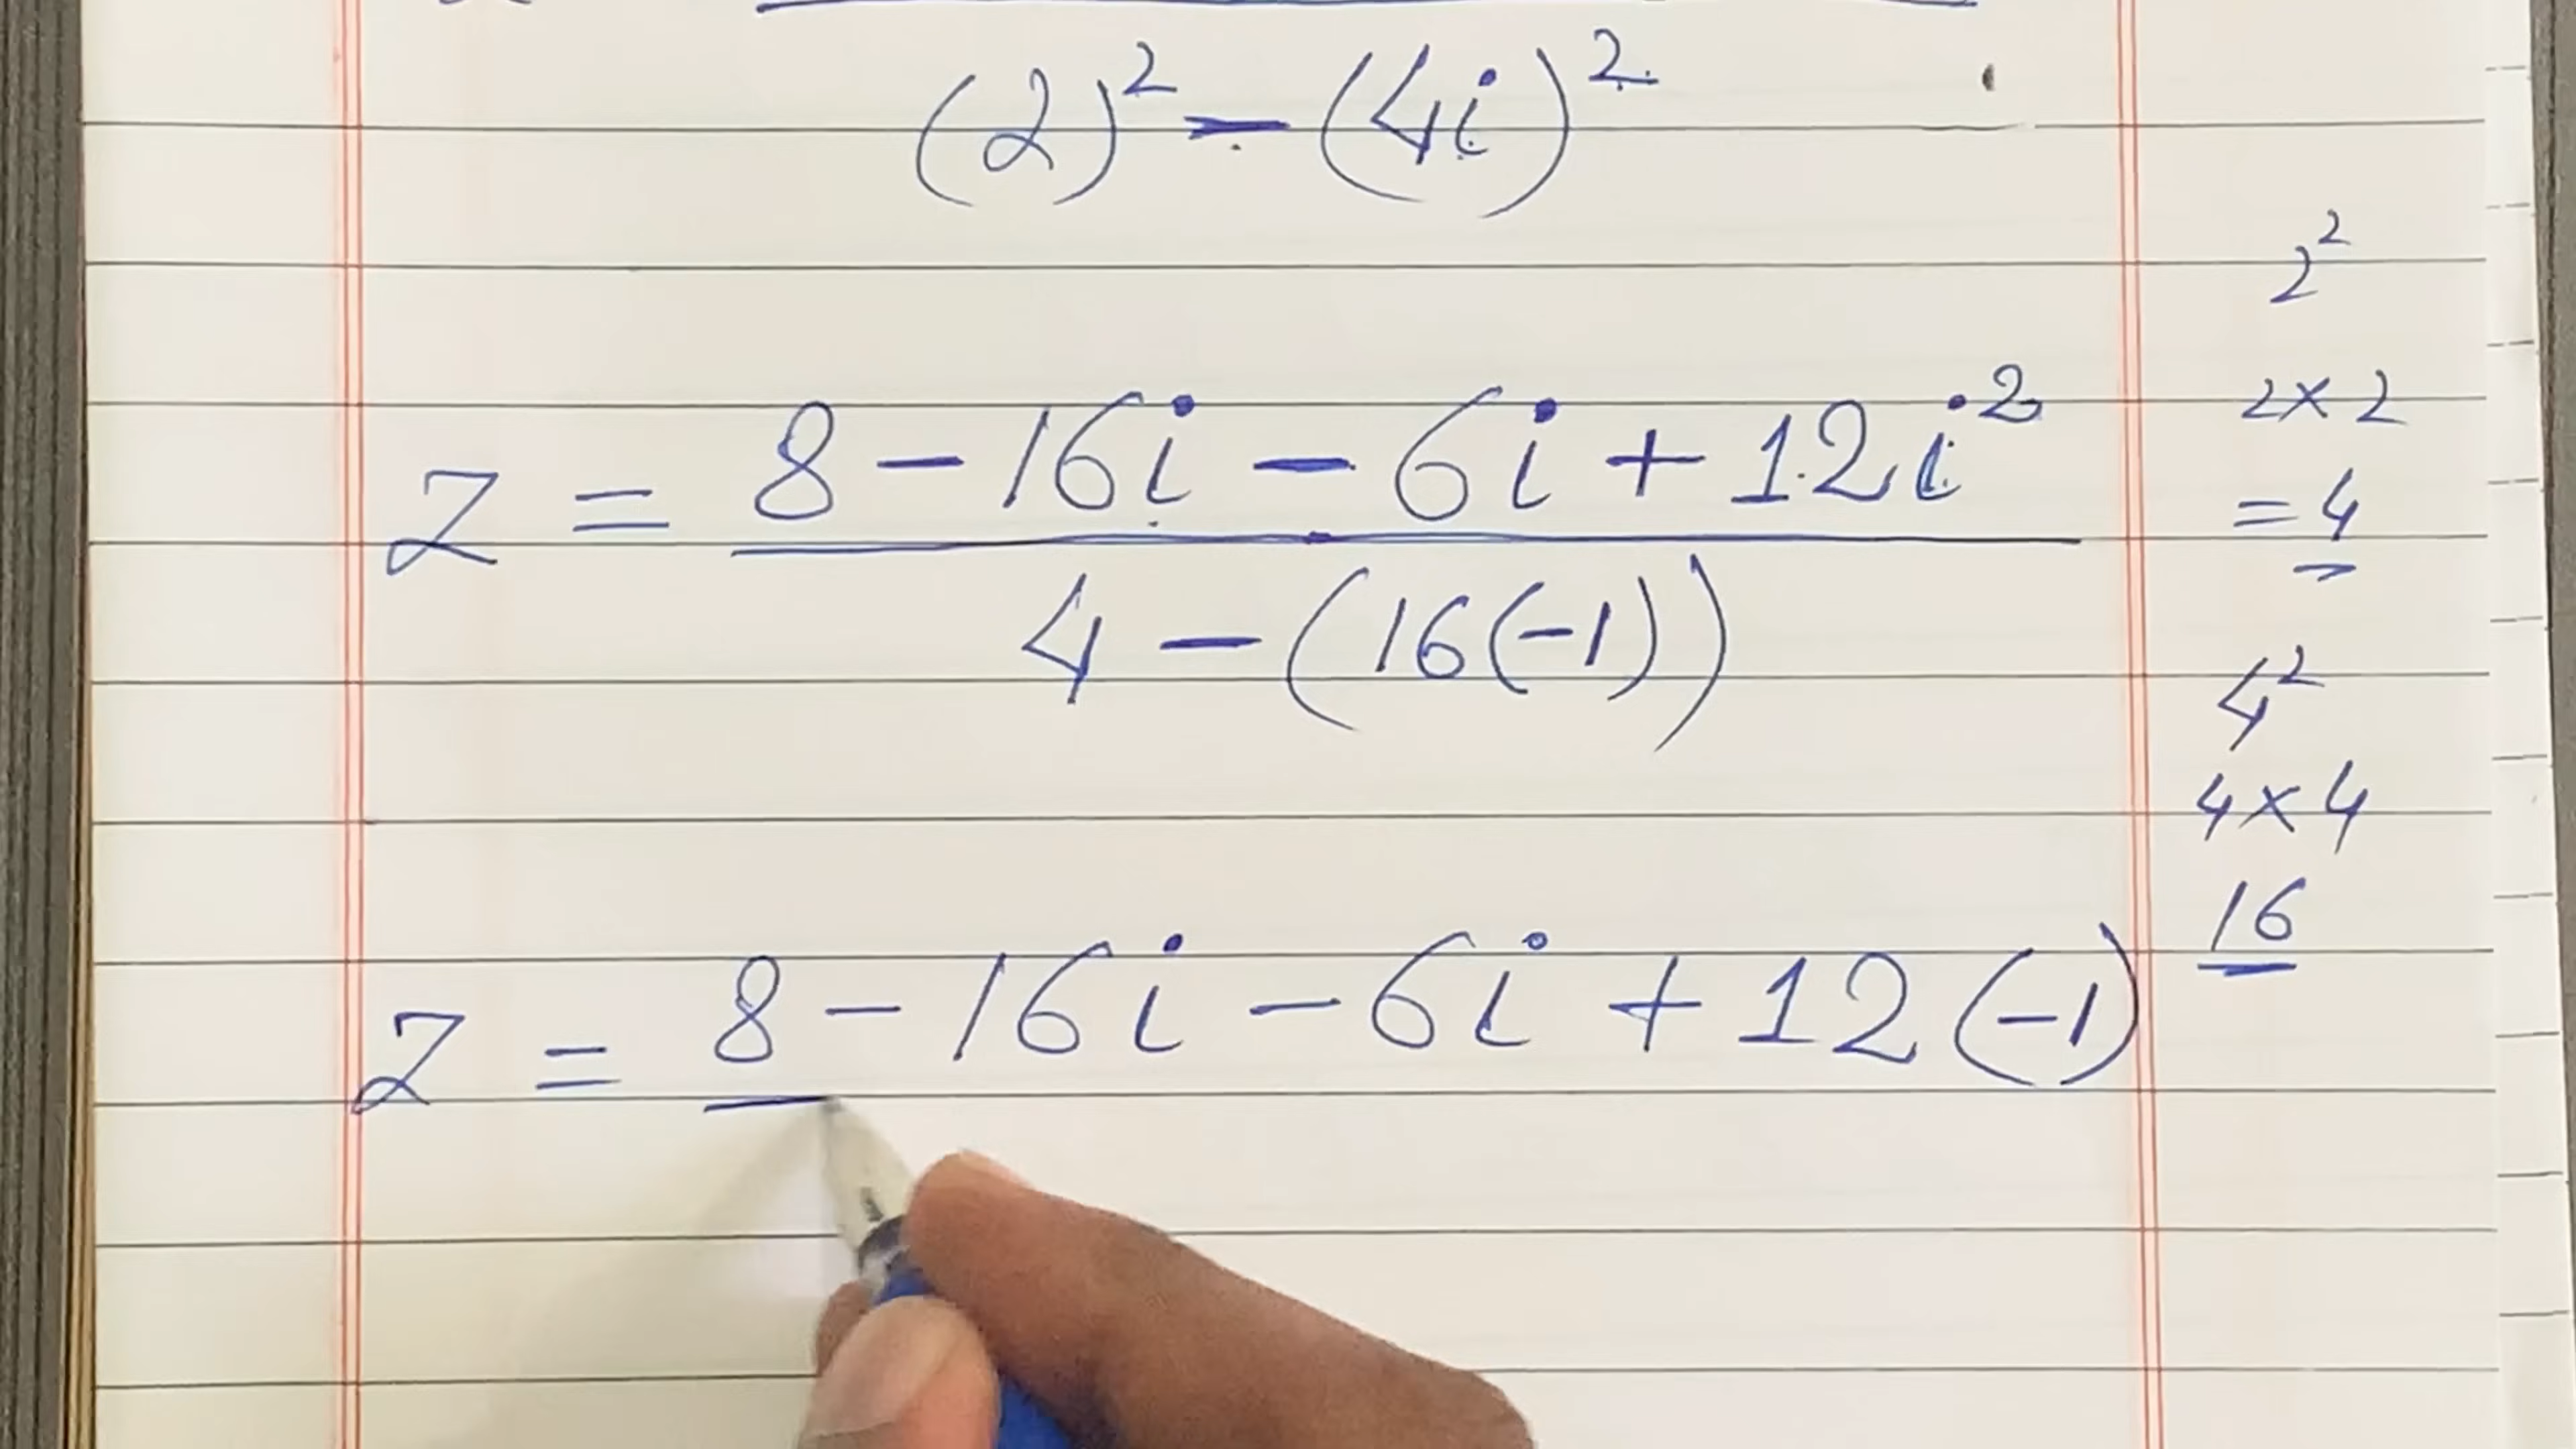 (2)² - (4i)²
2²
2 × 2
= 4
Z = 8 - 16i - 6i + 12i²
4 - (16(-1))
4²
4 × 4
16
Z = 8 - 16i - 6i + 12(-1)